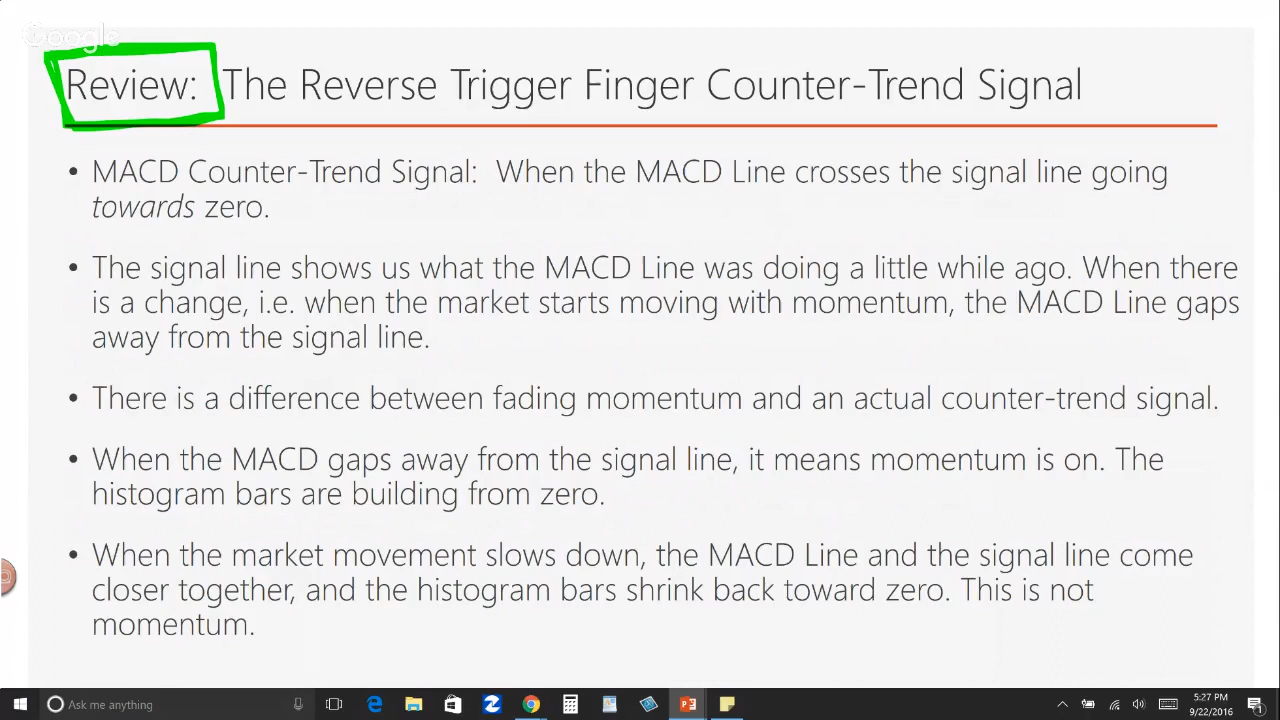 Google
Review: The Reverse Trigger Finger Counter-Trend Signal
• MACD Counter-Trend Signal: When the MACD Line crosses the signal line going
towards zero.
• The signal line shows us what the MACD Line was doing a little while ago. When there
is a change, i.e. when the market starts moving with momentum, the MACD Line gaps
away from the signal line.
• There is a difference between fading momentum and an actual counter-trend signal.
• When the MACD gaps away from the signal line, it means momentum is on. The
histogram bars are building from zero.
• When the market movement slows down, the MACD Line and the signal line come
closer together, and the histogram bars shrink back toward zero. This is not
momentum.
Ask me anything
5:27 PM
9/22/2016